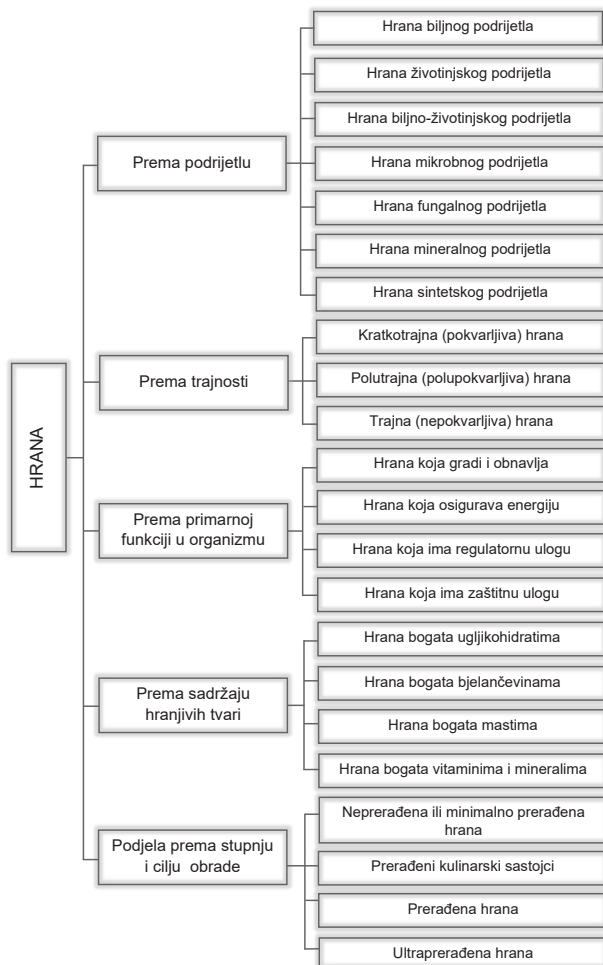 HRANA
Prema podrijetlu
Hrana biljnog podrijetla
Hrana životinjskog podrijetla
Hrana biljno-životinjskog podrijetla
Hrana mikrobnog podrijetla
Hrana fungalnog podrijetla
Hrana mineralnog podrijetla
Hrana sintetskog podrijetla
Prema trajnosti
Kratkotrajna (pokvarljiva) hrana
Polutrajna (polupokvarljiva) hrana
Trajna (nepokvarljiva) hrana
Prema primarnoj
funkciji u organizmu
Hrana koja gradi i obnavlja
Hrana koja osigurava energiju
Hrana koja ima regulatornu ulogu
Hrana koja ima zaštitnu ulogu
Prema sadržaju
hranjivih tvari
Hrana bogata ugljikohidratima
Hrana bogata bjelančevinama
Hrana bogata mastima
Hrana bogata vitaminima i mineralima
Podjela prema stupnju
i cilju obrade
Neprerađena ili minimalno prerađena
hrana
Prerađeni kulinarski sastojci
Prerađena hrana
Ultraprerađena hrana